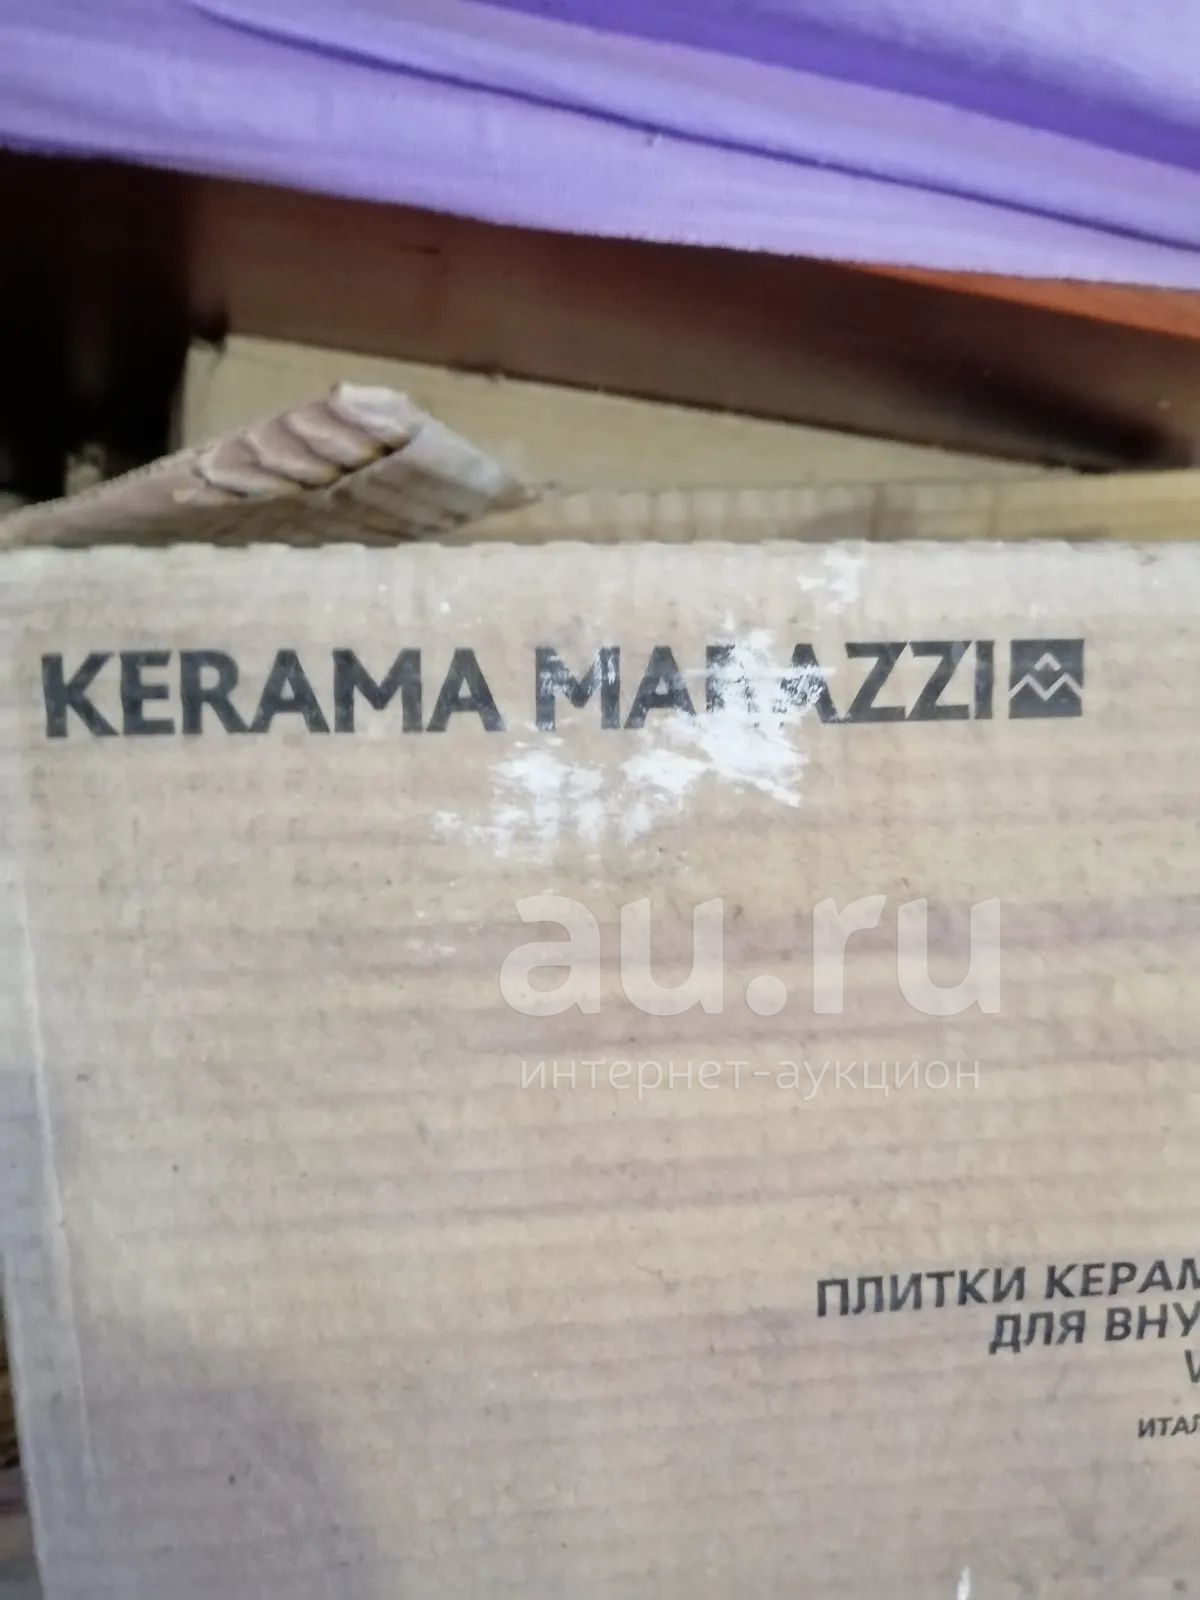 KERAMA MARAZZI
au.ru
интернет-аукцион
ПЛИТКИ КЕРАМ
ДЛЯ ВНУ
ИТАЛ